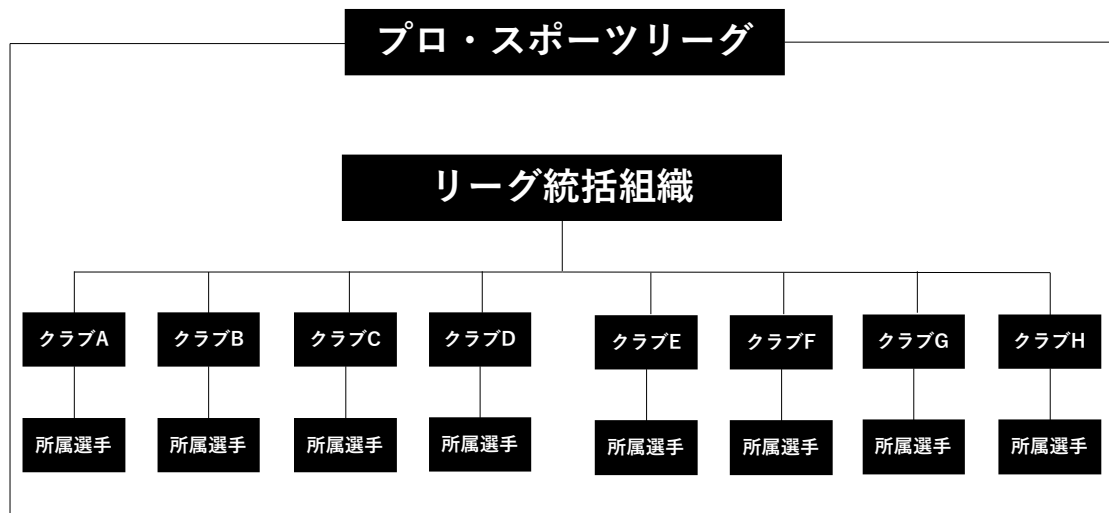 プロ・スポーツリーグ
リーグ統括組織
クラブA
クラブB
クラブC
クラブD
クラブE
クラブF
クラブG
クラブH
所属選手
所属選手
所属選手
所属選手
所属選手
所属選手
所属選手
所属選手